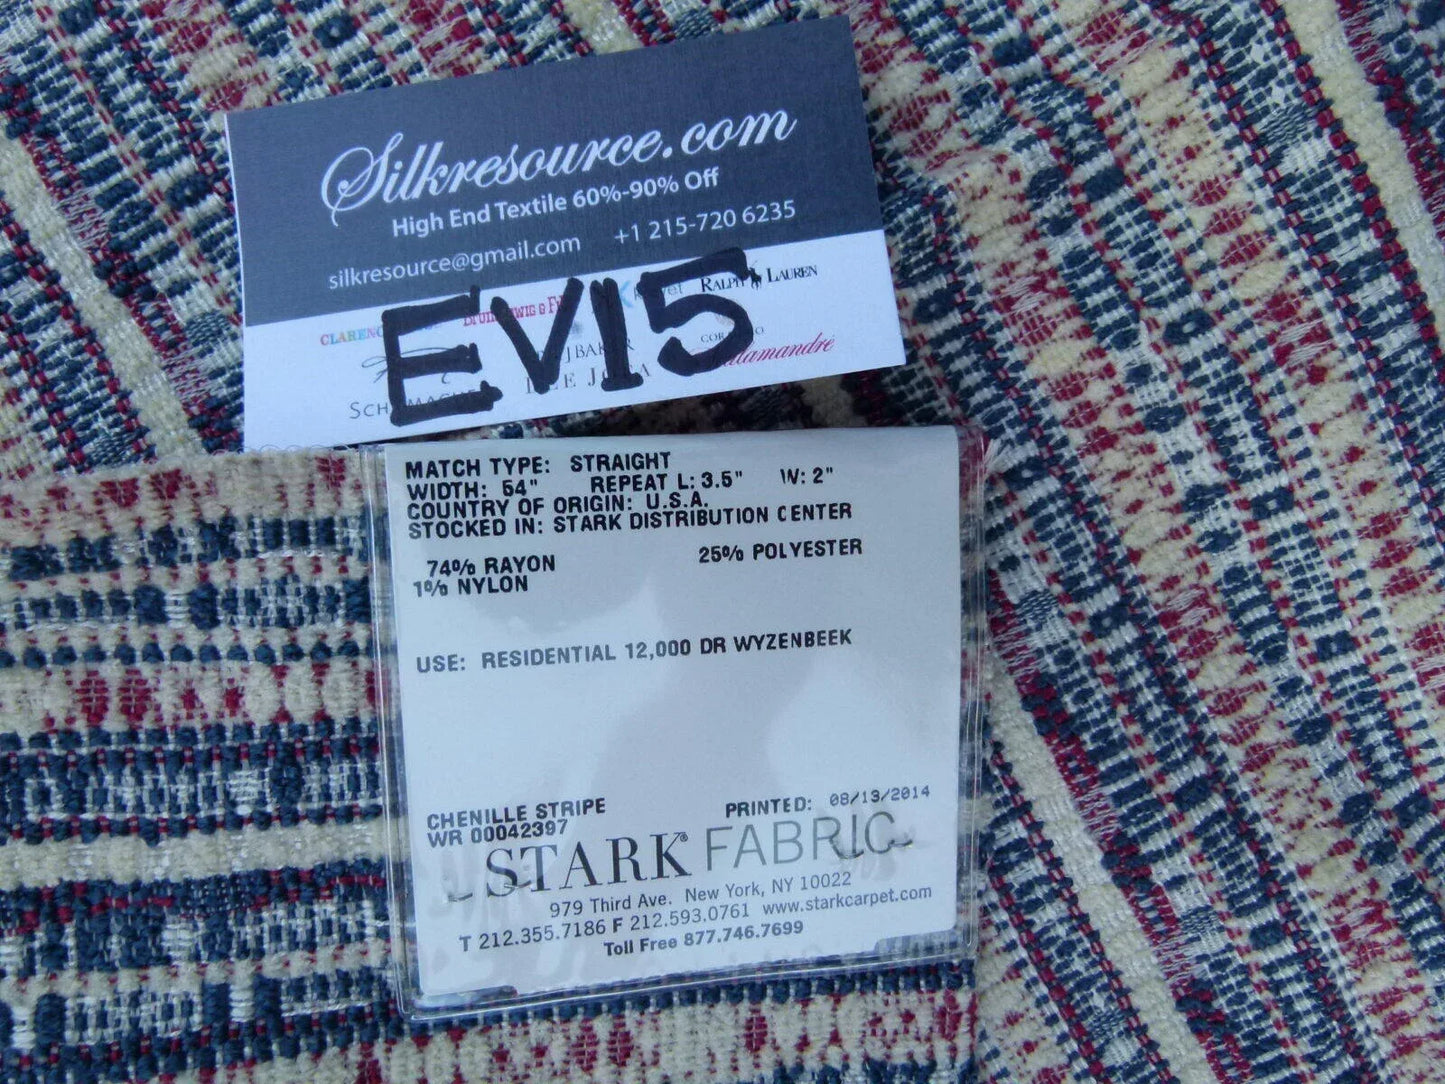 Silkresource.com
High End Textile 60%-90% Off
silkresource@gmail.com +1 215-720 6235
EV15
RALPH LAUREN
MATCH TYPE: STRAIGHT
WIDTH: 54" REPEAT L: 3.5" W: 2"
COUNTRY OF ORIGIN: U.S.A.
STOCKED IN: STARK DISTRIBUTION CENTER
74% RAYON 25% POLYESTER
1% NYLON
USE: RESIDENTIAL 12,000 DR WYZENBEEK
CHENILLE STRIPE PRINTED: 08/13/2014
WR 00042397
STARK® FABRIC
979 Third Ave. New York, NY 10022
T 212.355.7186 F 212.593.0761 www.starkcarpet.com
Toll Free 877.746.7699